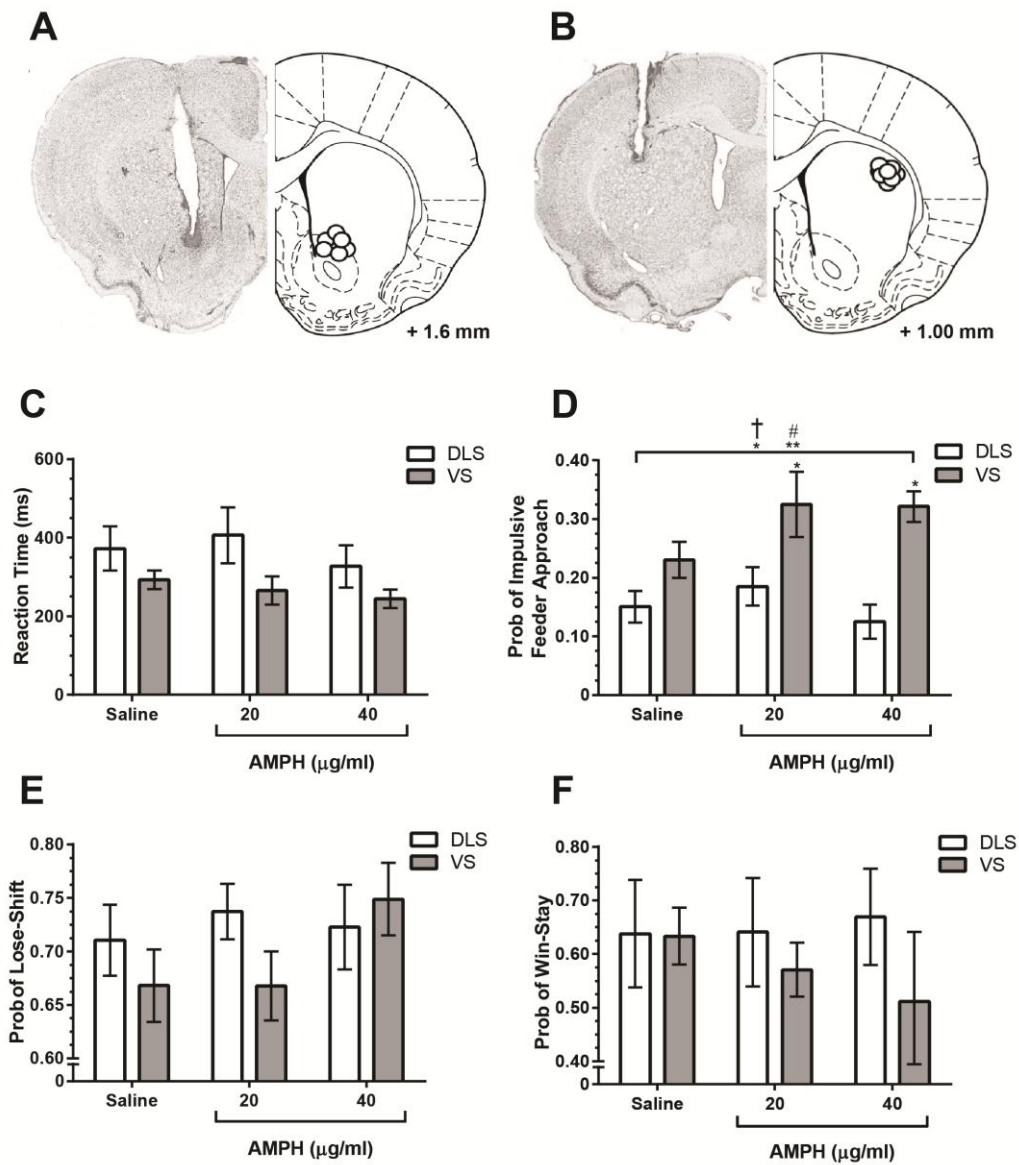 A
B
+ 1.6 mm
+ 1.00 mm
C
Reaction Time (ms)
600
400
200
0
Saline
20
40
AMPH (μg/ml)
DLS
VS
D
Prob of Impulsive
Feeder Approach
0.40
0.30
0.20
0.10
0
† #
* **
* *
Saline
20
40
AMPH (μg/ml)
DLS
VS
E
Prob of Lose-Shift
0.80
0.75
0.70
0.65
0.60
0
Saline
20
40
AMPH (μg/ml)
DLS
VS
F
Prob of Win-Stay
0.80
0.70
0.60
0.50
0.40
0
Saline
20
40
AMPH (μg/ml)
DLS
VS